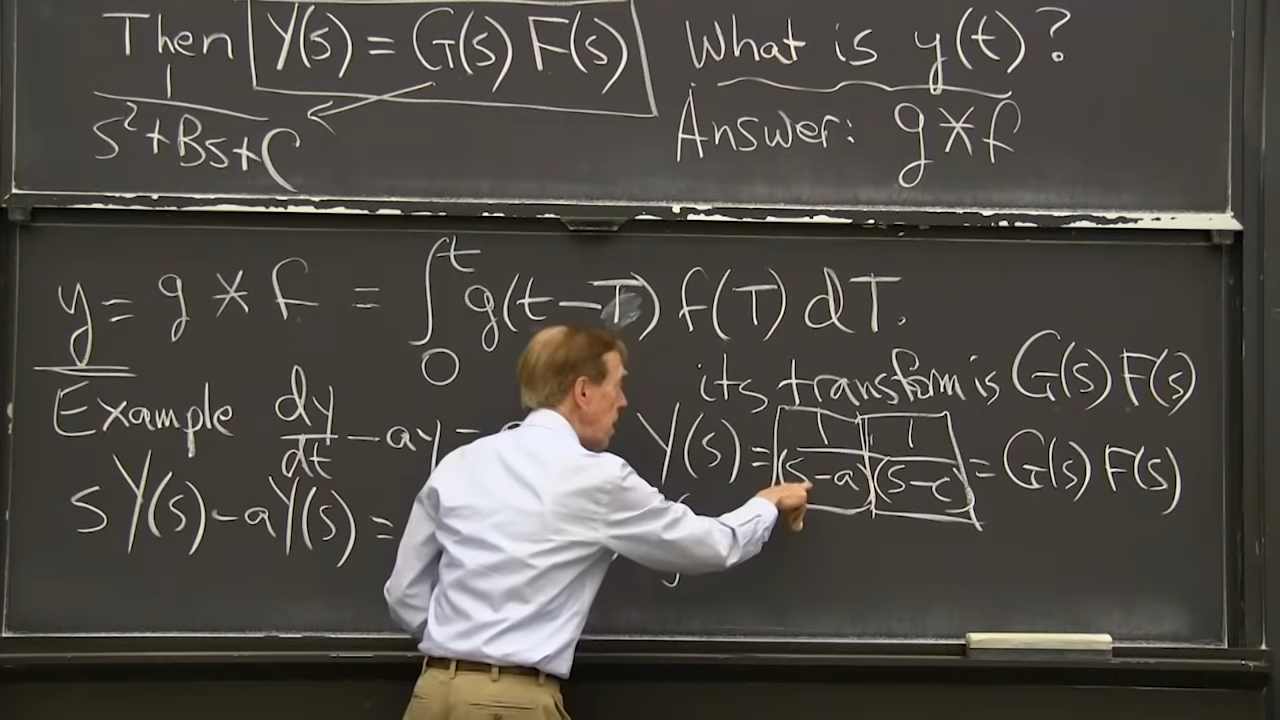 Then Y(s) = G(s) F(s) What is y(t)?
1
s²+Bs+C
Answer: g*f
y = g * f = ∫₀ᵗ g(t-T) f(T) dT.
its transform is G(s) F(s)
Example dy/dt - ay =
Y(s) = 1/(s-a) 1/(s-c) = G(s) F(s)
sY(s) - aY(s) =